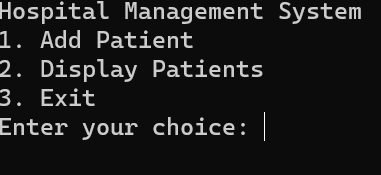 Hospital Management System
1. Add Patient
2. Display Patients
3. Exit
Enter your choice: